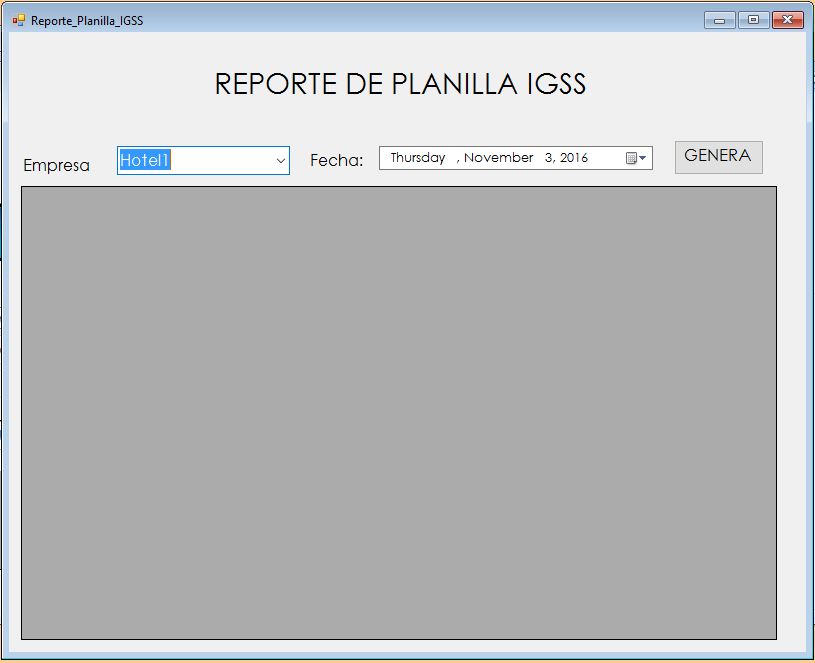 Reporte_Planilla_IGSS
REPORTE DE PLANILLA IGSS
Empresa Hotel1 Fecha: Thursday , November 3, 2016 GENERA